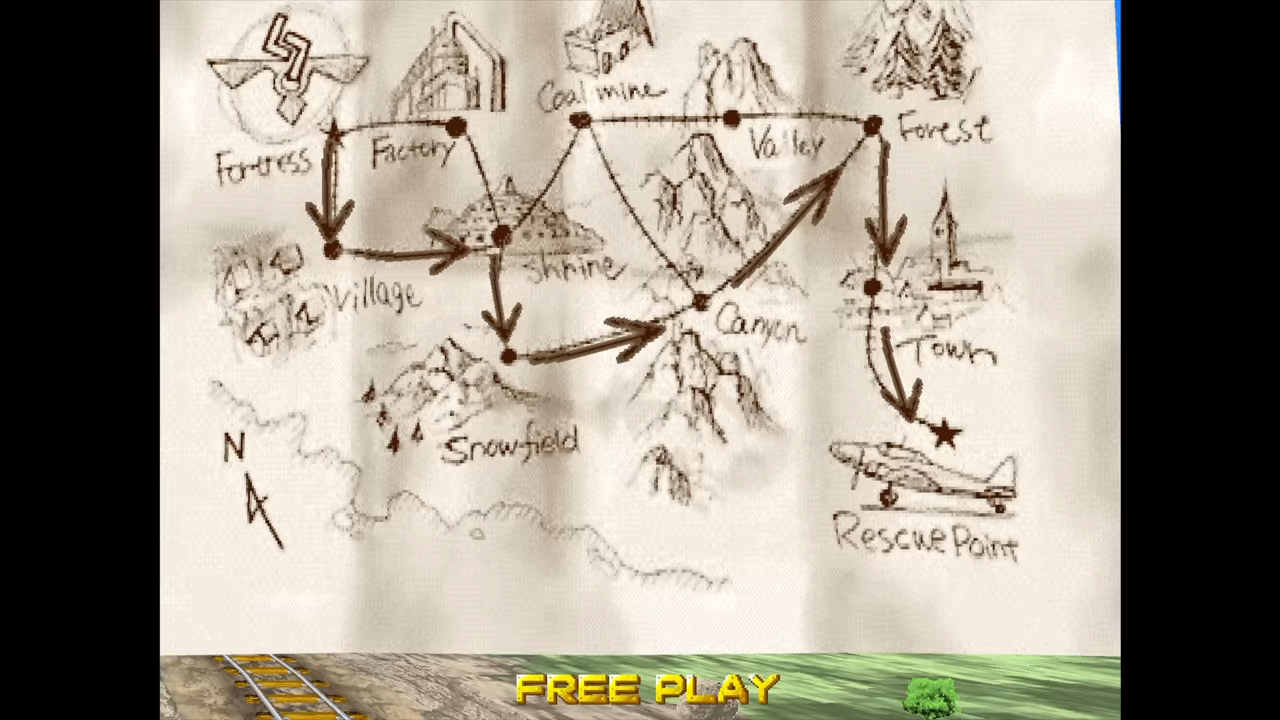 Coal mine
Fortress
Factory
Valley
Forest
Village
Shrine
Canyon
Town
Snowfield
N
Rescue Point
FREE PLAY